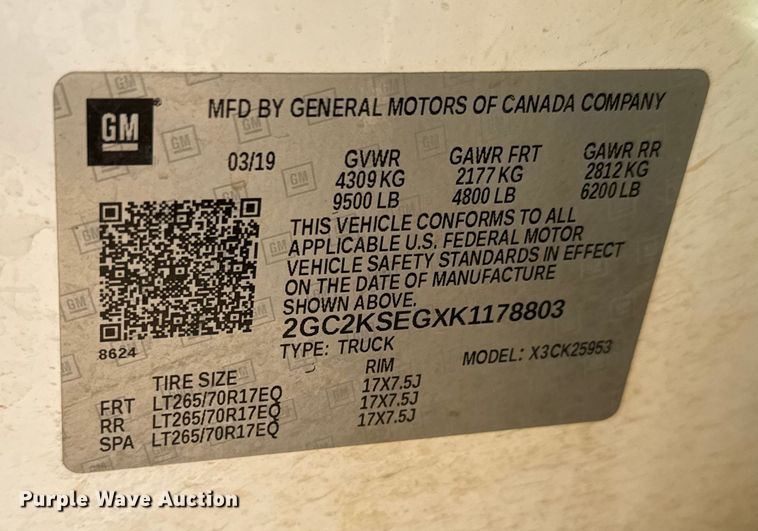 GM ®
MFD BY GENERAL MOTORS OF CANADA COMPANY
03/19 GVWR GAWR FRT GAWR RR
4309 KG 2177 KG 2812 KG
9500 LB 4800 LB 6200 LB
THIS VEHICLE CONFORMS TO ALL
APPLICABLE U.S. FEDERAL MOTOR
VEHICLE SAFETY STANDARDS IN EFFECT
ON THE DATE OF MANUFACTURE
SHOWN ABOVE.
2GC2KSEGXK1178803
8624
TYPE: TRUCK MODEL: X3CK25953
TIRE SIZE RIM
FRT LT265/70R17EQ 17X7.5J
RR LT265/70R17EQ 17X7.5J
SPA LT265/70R17EQ 17X7.5J
Purple Wave Auction